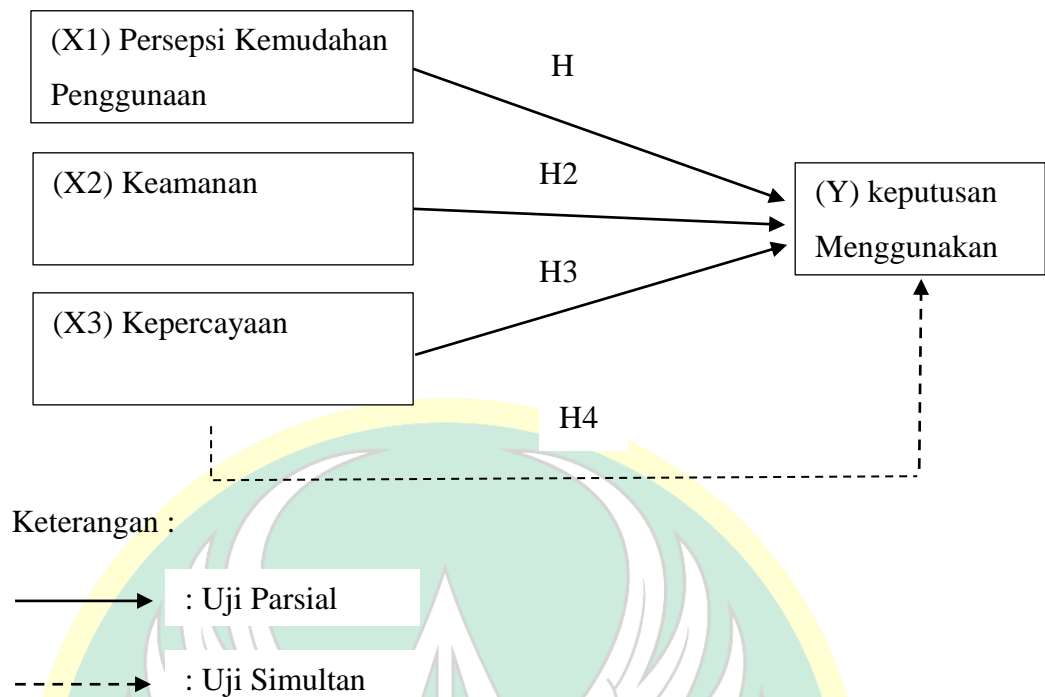 (X1) Persepsi Kemudahan
Penggunaan
H
(X2) Keamanan
H2
(Y) keputusan
Menggunakan
H3
(X3) Kepercayaan
H4
Keterangan :
: Uji Parsial
: Uji Simultan